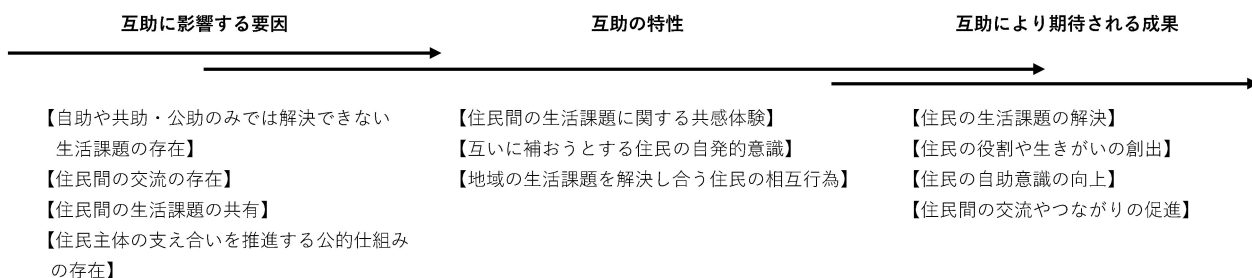 互助に影響する要因
互助の特性
互助により期待される成果
【自助や共助・公助のみでは解決できない
生活課題の存在】
【住民間の交流の存在】
【住民間の生活課題の共有】
【住民主体の支え合いを推進する公的仕組み
の存在】
【住民間の生活課題に関する共感体験】
【互いに補おうとする住民の自発的意識】
【地域の生活課題を解決し合う住民の相互行為】
【住民の生活課題の解決】
【住民の役割や生きがいの創出】
【住民の自助意識の向上】
【住民間の交流やつながりの促進】